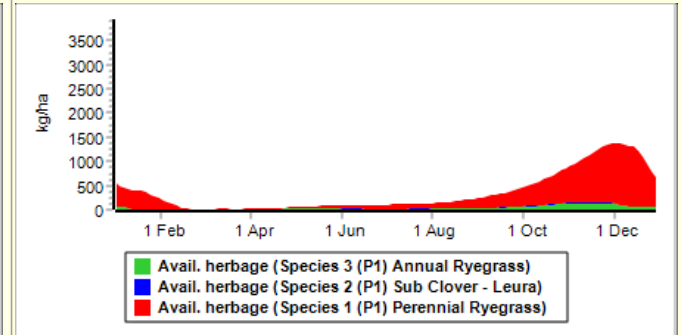 kg/ha
3500
3000
2500
2000
1500
1000
500
0
1 Feb 1 Apr 1 Jun 1 Aug 1 Oct 1 Dec
Avail. herbage (Species 3 (P1) Annual Ryegrass)
Avail. herbage (Species 2 (P1) Sub Clover - Leura)
Avail. herbage (Species 1 (P1) Perennial Ryegrass)